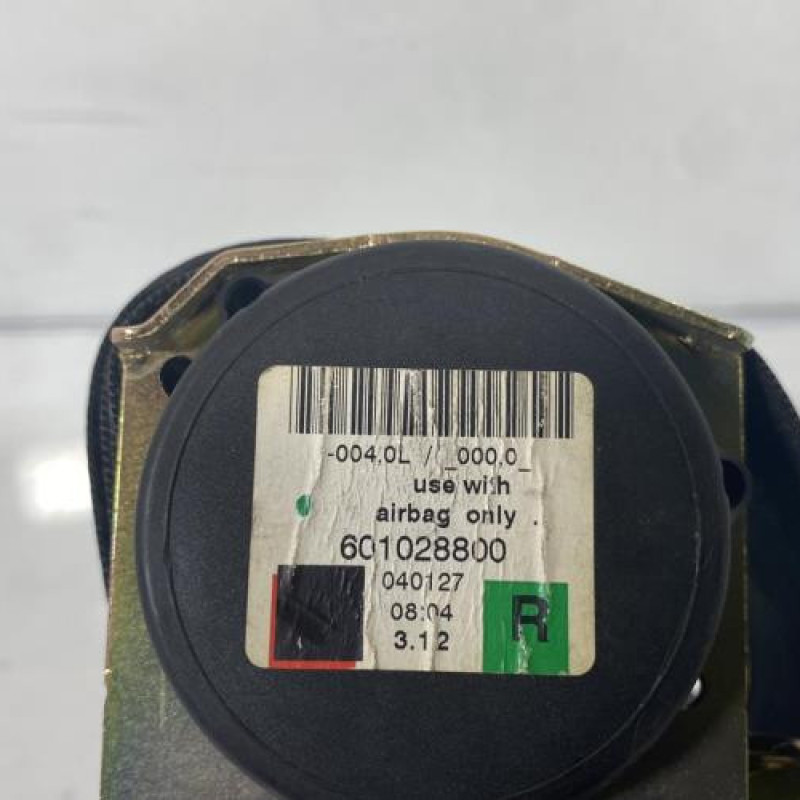 -004,0L / _000,0_
use with
airbag only .
601028800
040127
08:04
3.12
R